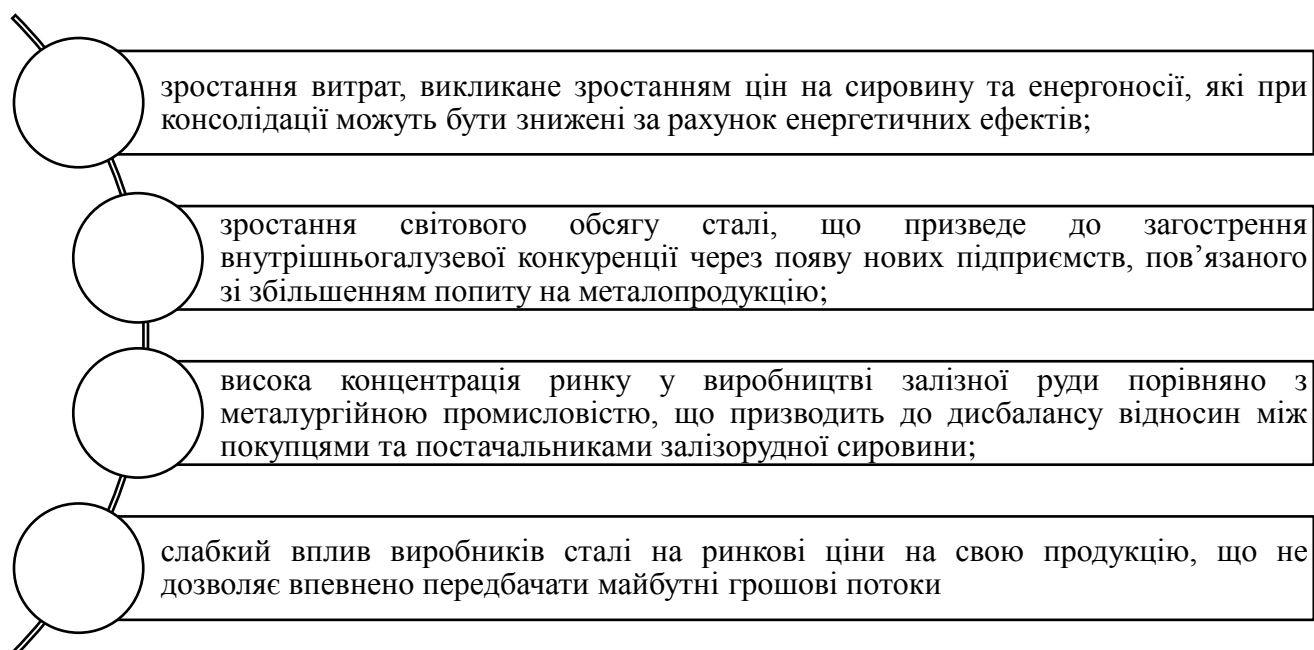 зростання витрат, викликане зростанням цін на сировину та енергоносії, які при
консолідації можуть бути знижені за рахунок енергетичних ефектів;
зростання світового обсягу сталі, що призведе до загострення
внутрішньогалузевої конкуренції через появу нових підприємств, пов’язаного
зі збільшенням попиту на металопродукцію;
висока концентрація ринку у виробництві залізної руди порівняно з
металургійною промисловістю, що призводить до дисбалансу відносин між
покупцями та постачальниками залізорудної сировини;
слабкий вплив виробників сталі на ринкові ціни на свою продукцію, що не
дозволяє впевнено передбачати майбутні грошові потоки